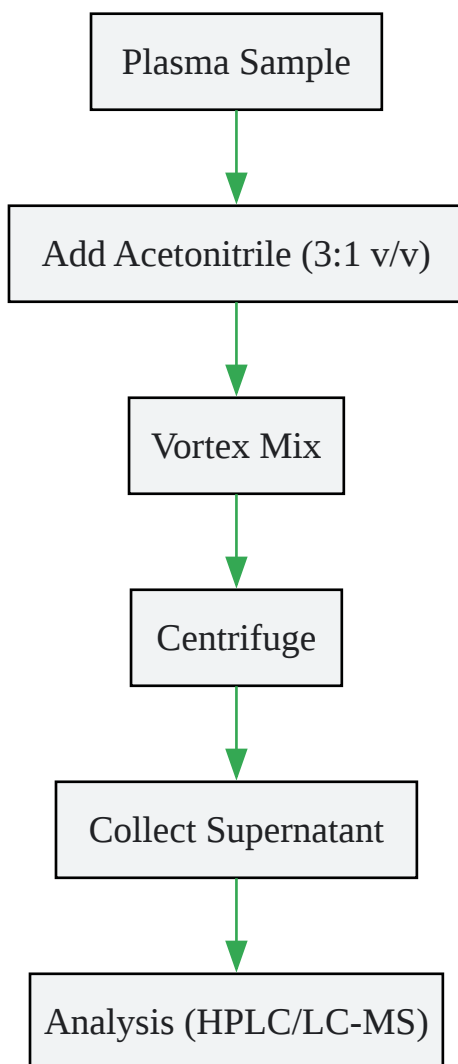 Plasma Sample
Add Acetonitrile (3:1 v/v)
Vortex Mix
Centrifuge
Collect Supernatant
Analysis (HPLC/LC-MS)